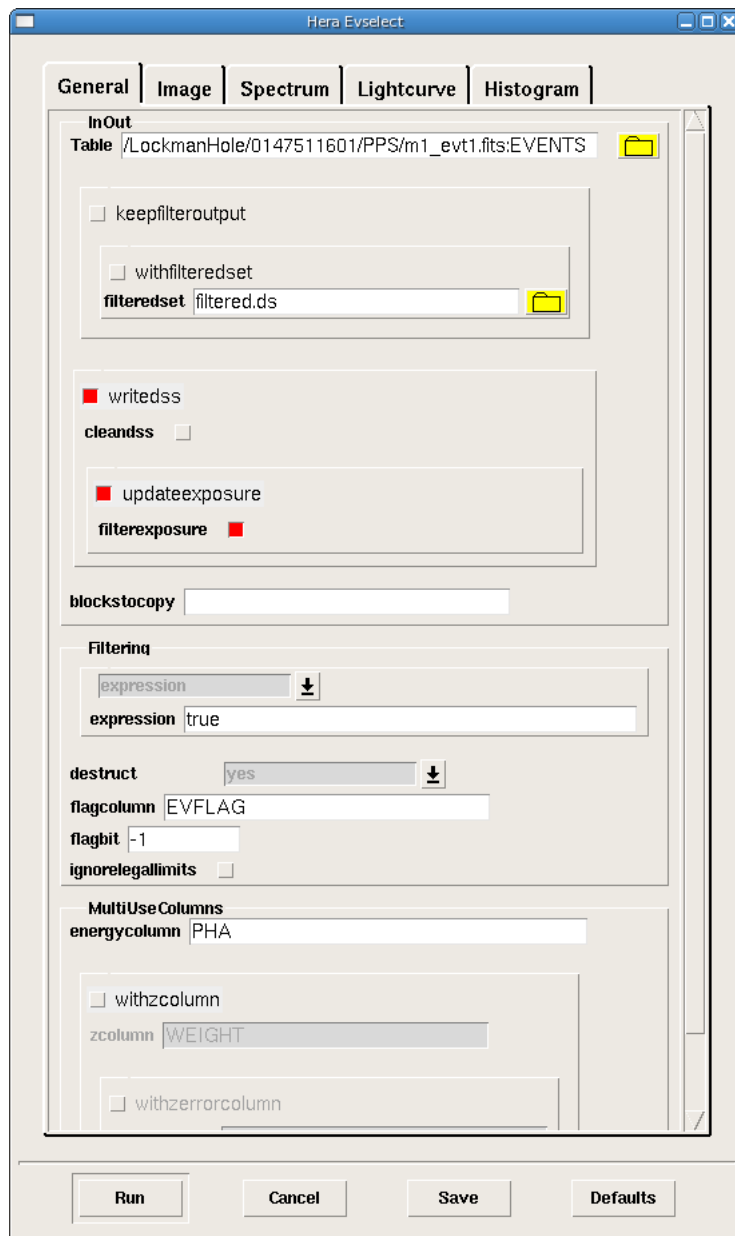 Hera Evselect
General Image Spectrum Lightcurve Histogram
InOut
Table /LockmanHole/0147511601/PPS/m1_evt1.fits:EVENTS
keepfilteroutput
withfilteredset
filteredset filtered.ds
writedss
cleandss
updateexposure
filterexposure
blockstocopy
Filtering
expression
expression true
destruct yes
flagcolumn EVFLAG
flagbit -1
ignorelegallimits
MultiUseColumns
energycolumn PHA
withzcolumn
zcolumn WEIGHT
withzerrorcolumn
Run Cancel Save Defaults